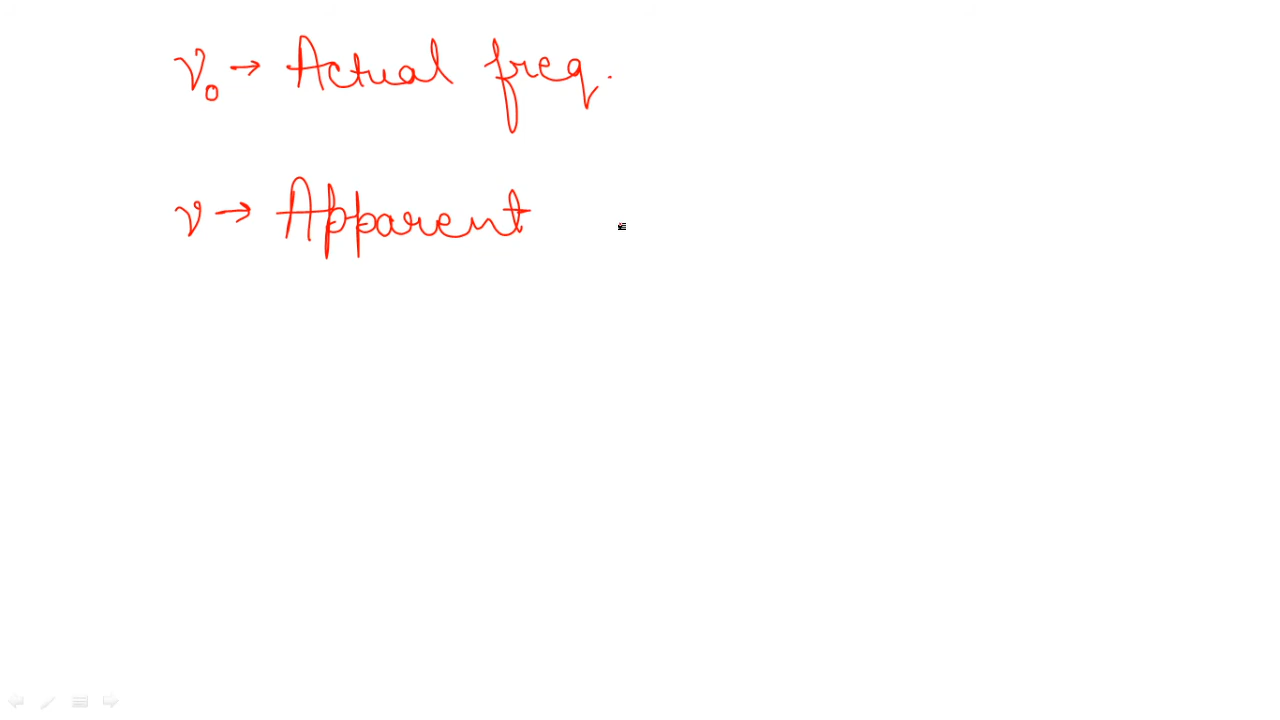 ν₀ → Actual freq.
ν → Apparent